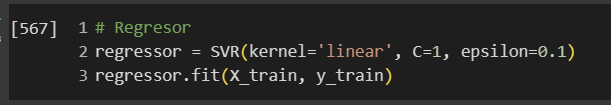 [567] 1 # Regresor
2 regressor = SVR(kernel='linear', C=1, epsilon=0.1)
3 regressor.fit(X_train, y_train)